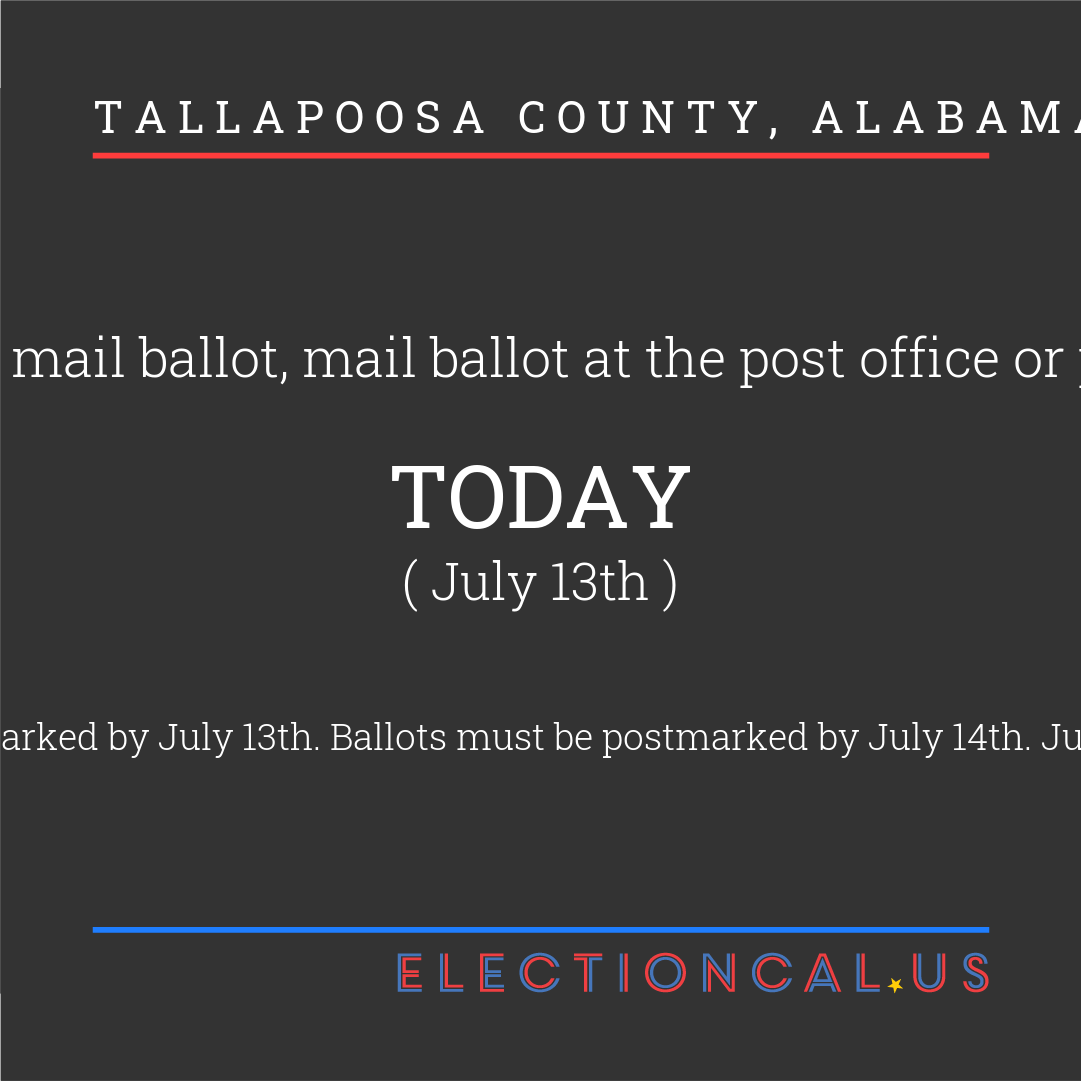 TALLAPOOSA COUNTY, ALABAMA
mail ballot, mail ballot at the post office or
TODAY
( July 13th )
arked by July 13th. Ballots must be postmarked by July 14th. Ju
ELECTIONCAL.US